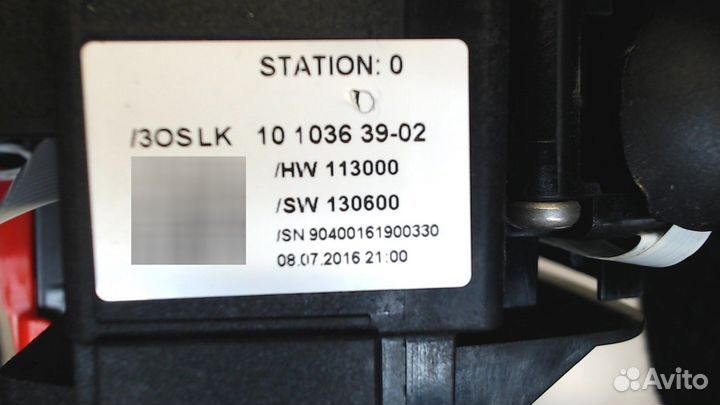 STATION: 0
/3OSLK 10 1036 39-02
/HW 113000
/SW 130600
/SN 90400161900330
08.07.2016 21:00
Avito